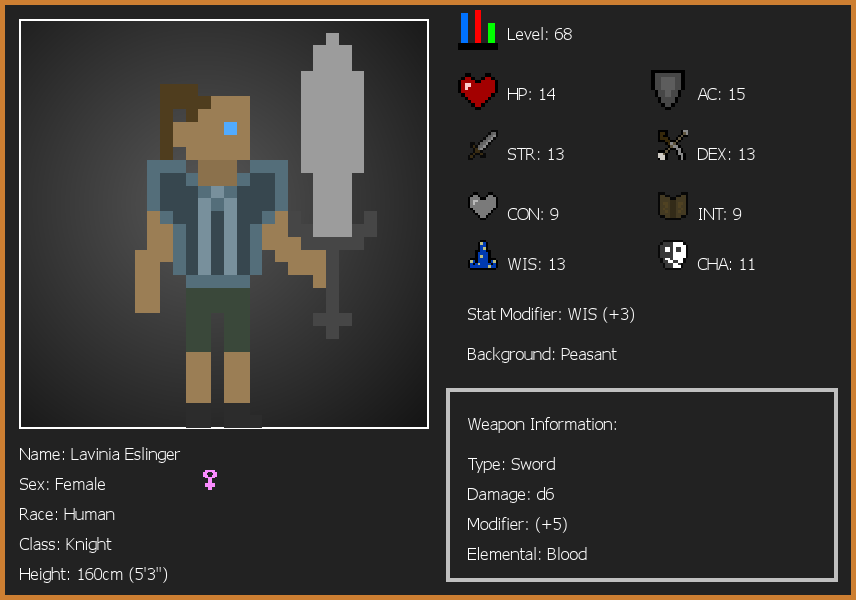 Level: 68
HP: 14
AC: 15
STR: 13
DEX: 13
CON: 9
INT: 9
WIS: 13
CHA: 11
Stat Modifier: WIS (+3)
Background: Peasant
Weapon Information:
Type: Sword
Damage: d6
Modifier: (+5)
Elemental: Blood
Name: Lavinia Eslinger
Sex: Female
Race: Human
Class: Knight
Height: 160cm (5'3")